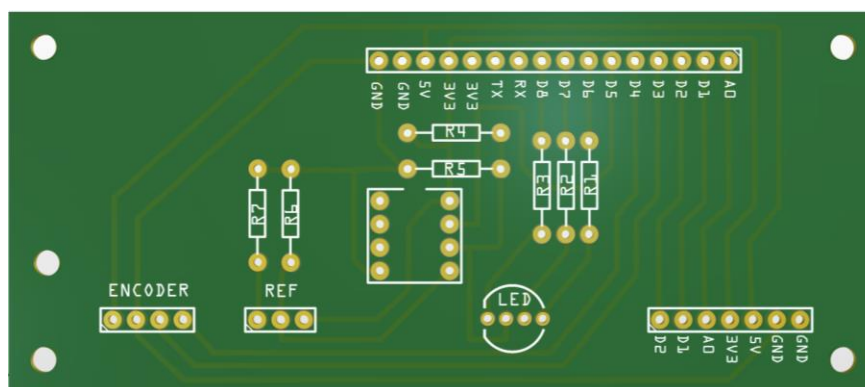 GND GND 5V 3V3 3V3 TX RX D8 D7 D6 D5 D4 D3 D2 D1 A0
R4
R5
R3 R2 R1
R7 R6
ENCODER
REF
LED
D2 D1 A0 3V3 5V GND GND